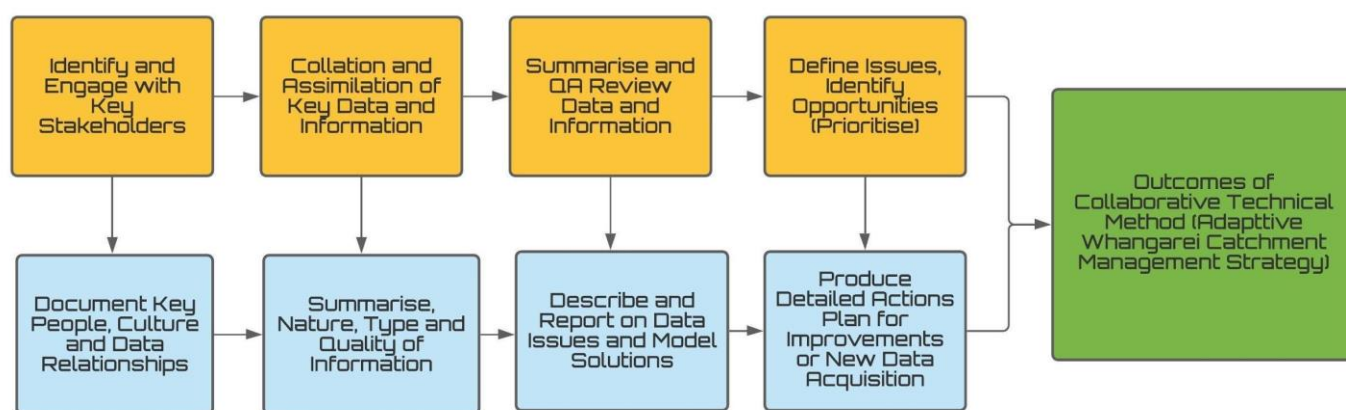 Identify and
Engage with
Key
Stakeholders
Collation and
Assimilation of
Key Data and
Information
Summarise and
QA Review
Data and
Information
Define Issues,
Identify
Opportunities
(Prioritise)
Outcomes of
Collaborative Technical
Method (Adapttive
Whangarei Catchment
Management Strategy)
Document Key
People, Culture
and Data
Relationships
Summarise,
Nature, Type and
Quality of
Information
Describe and
Report on Data
Issues and Model
Solutions
Produce
Detailed Actions
Plan for
Improvements
or New Data
Acquisition